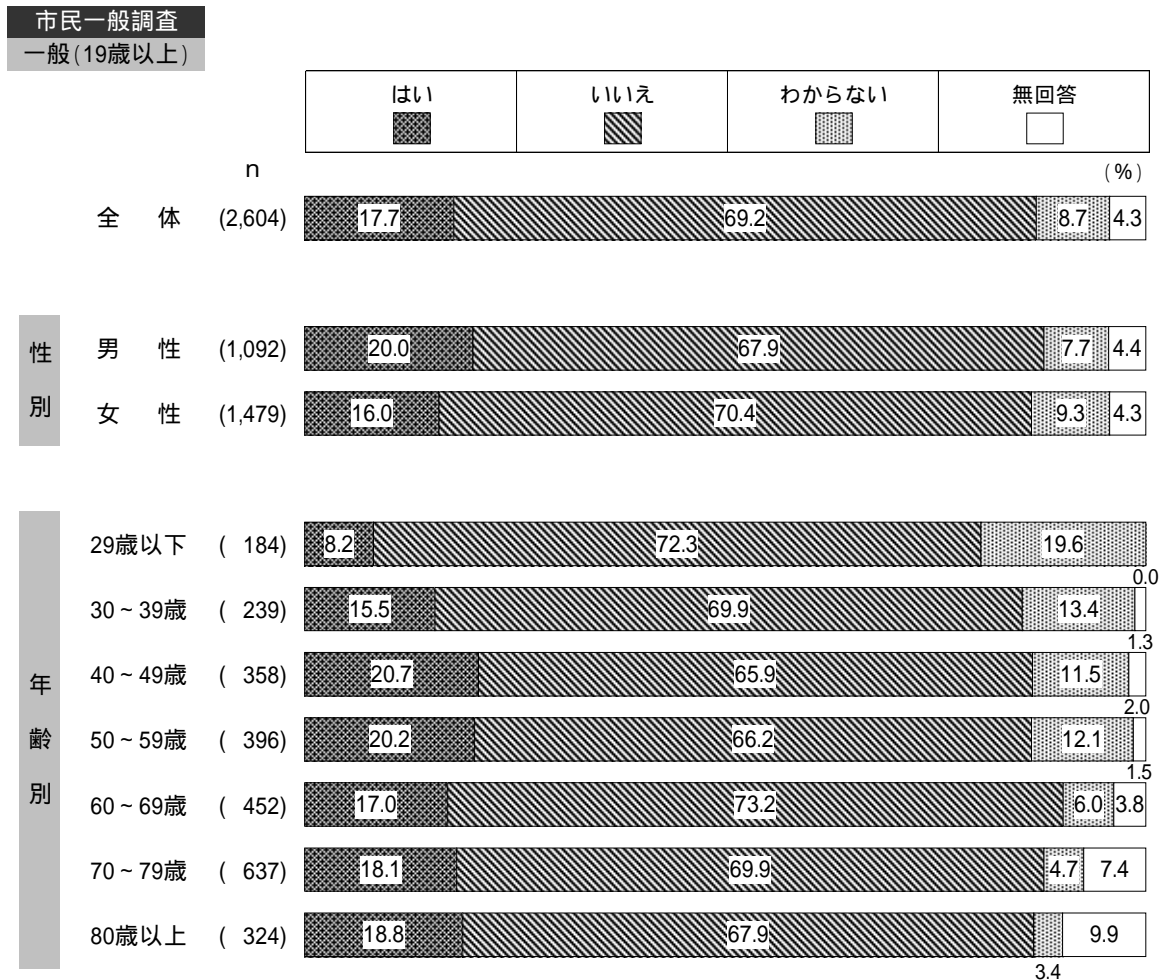 市民一般調査
一般(19歳以上)
はい いいえ わからない 無回答
n (%)
全 体 (2,604) 17.7 69.2 8.7 4.3
性別
男 性 (1,092) 20.0 67.9 7.7 4.4
女 性 (1,479) 16.0 70.4 9.3 4.3
年齢別
29歳以下 ( 184) 8.2 72.3 19.6 0.0
30~39歳 ( 239) 15.5 69.9 13.4 1.3
40~49歳 ( 358) 20.7 65.9 11.5 2.0
50~59歳 ( 396) 20.2 66.2 12.1 1.5
60~69歳 ( 452) 17.0 73.2 6.0 3.8
70~79歳 ( 637) 18.1 69.9 4.7 7.4
80歳以上 ( 324) 18.8 67.9 3.4 9.9